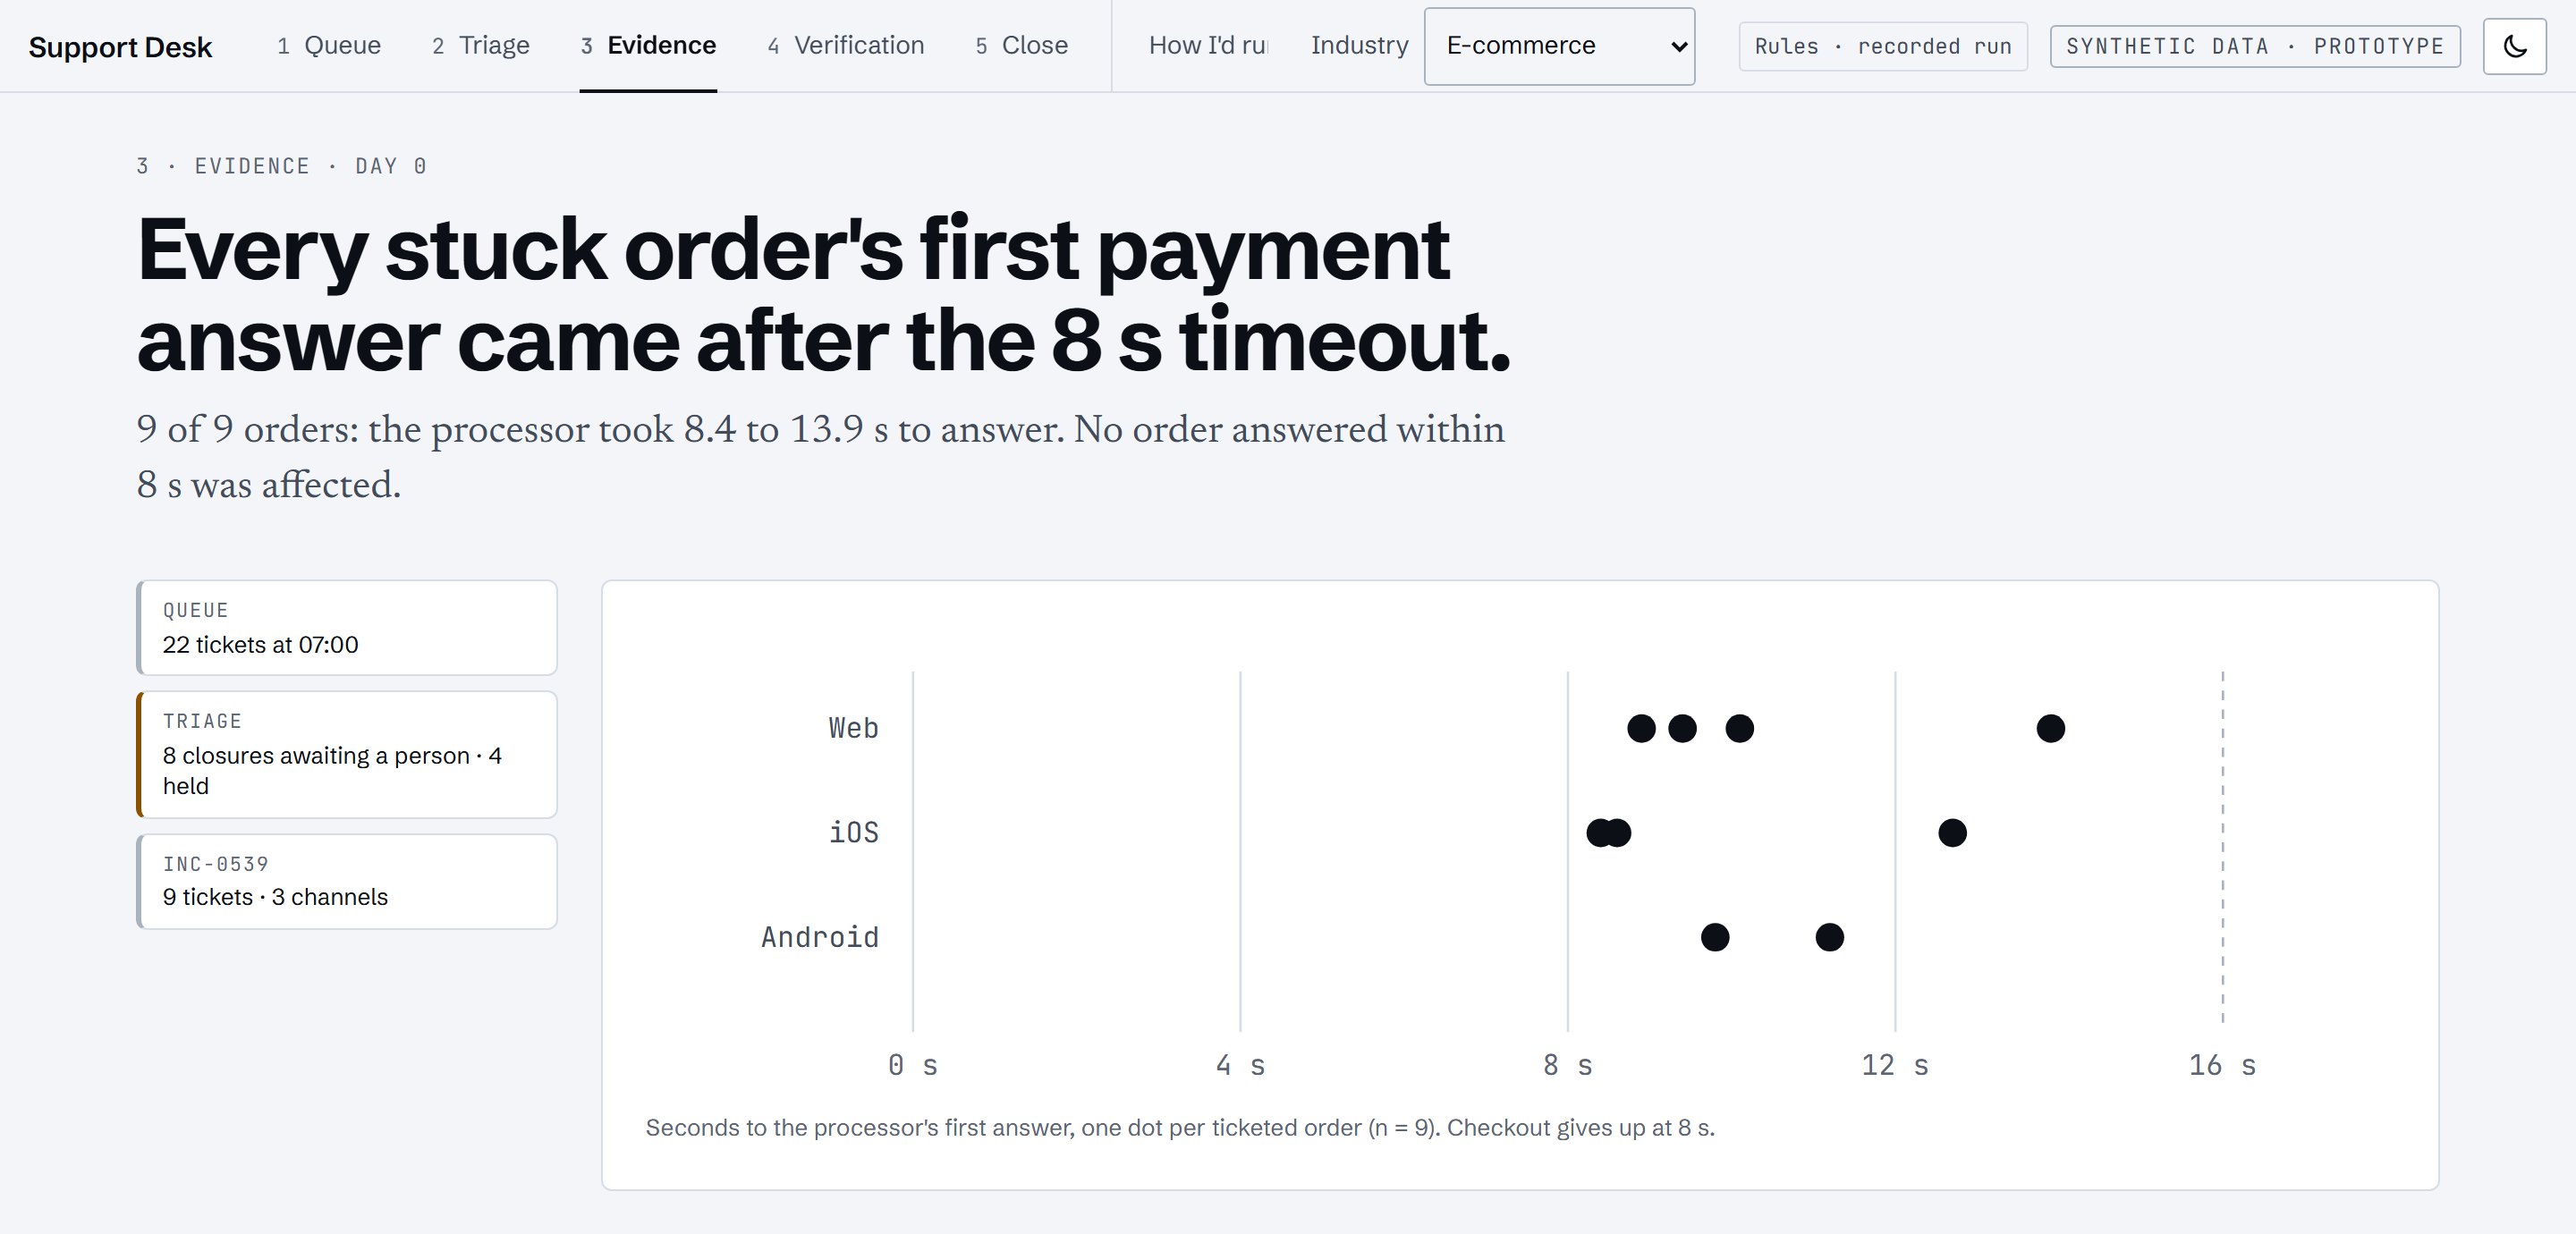 Support Desk
1 Queue
2 Triage
3 Evidence
4 Verification
5 Close
How I'd
Industry
E-commerce
Rules · recorded run
SYNTHETIC DATA · PROTOTYPE
3 · EVIDENCE · DAY 0
Every stuck order's first payment
answer came after the 8 s timeout.
9 of 9 orders: the processor took 8.4 to 13.9 s to answer. No order answered within
8 s was affected.
QUEUE
22 tickets at 07:00
TRIAGE
8 closures awaiting a person · 4
held
INC-0539
9 tickets · 3 channels
Web
iOS
Android
0 s
4 s
8 s
12 s
16 s
Seconds to the processor's first answer, one dot per ticketed order (n = 9). Checkout gives up at 8 s.